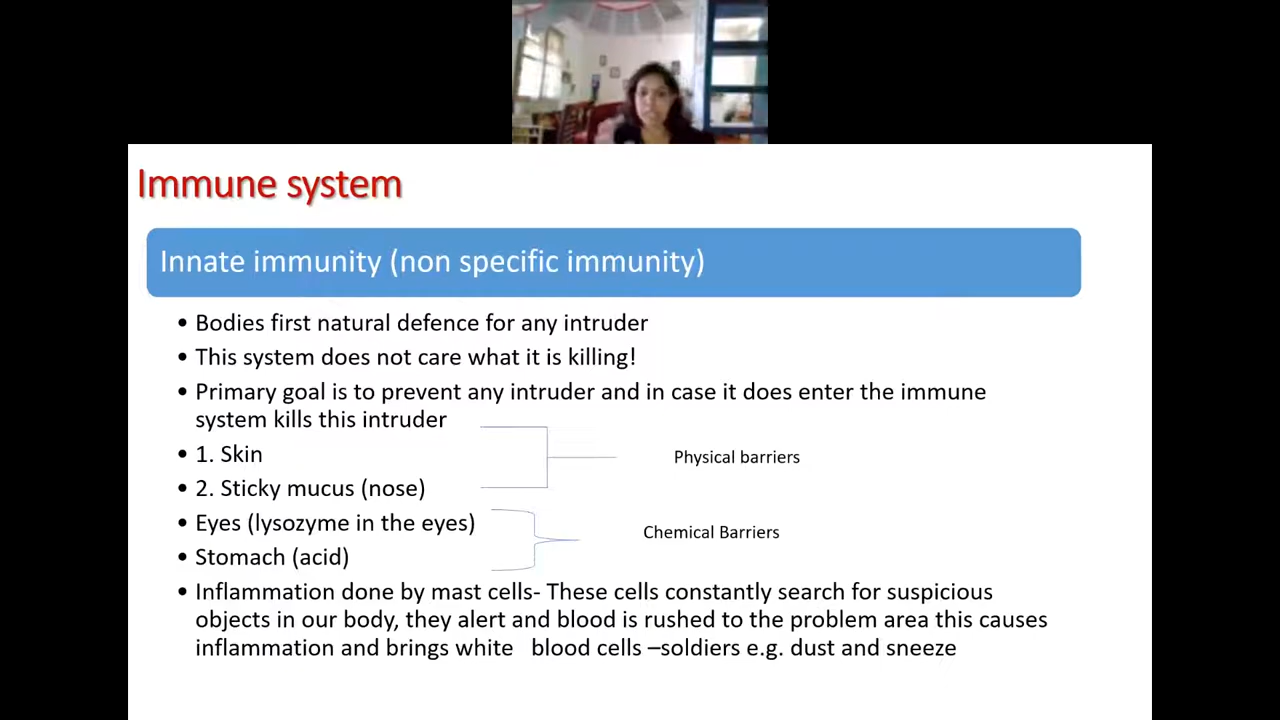 Immune system
Innate immunity (non specific immunity)
• Bodies first natural defence for any intruder
• This system does not care what it is killing!
• Primary goal is to prevent any intruder and in case it does enter the immune
system kills this intruder
• 1. Skin
Physical barriers
• 2. Sticky mucus (nose)
• Eyes (lysozyme in the eyes)
Chemical Barriers
• Stomach (acid)
• Inflammation done by mast cells- These cells constantly search for suspicious
objects in our body, they alert and blood is rushed to the problem area this causes
inflammation and brings white blood cells –soldiers e.g. dust and sneeze